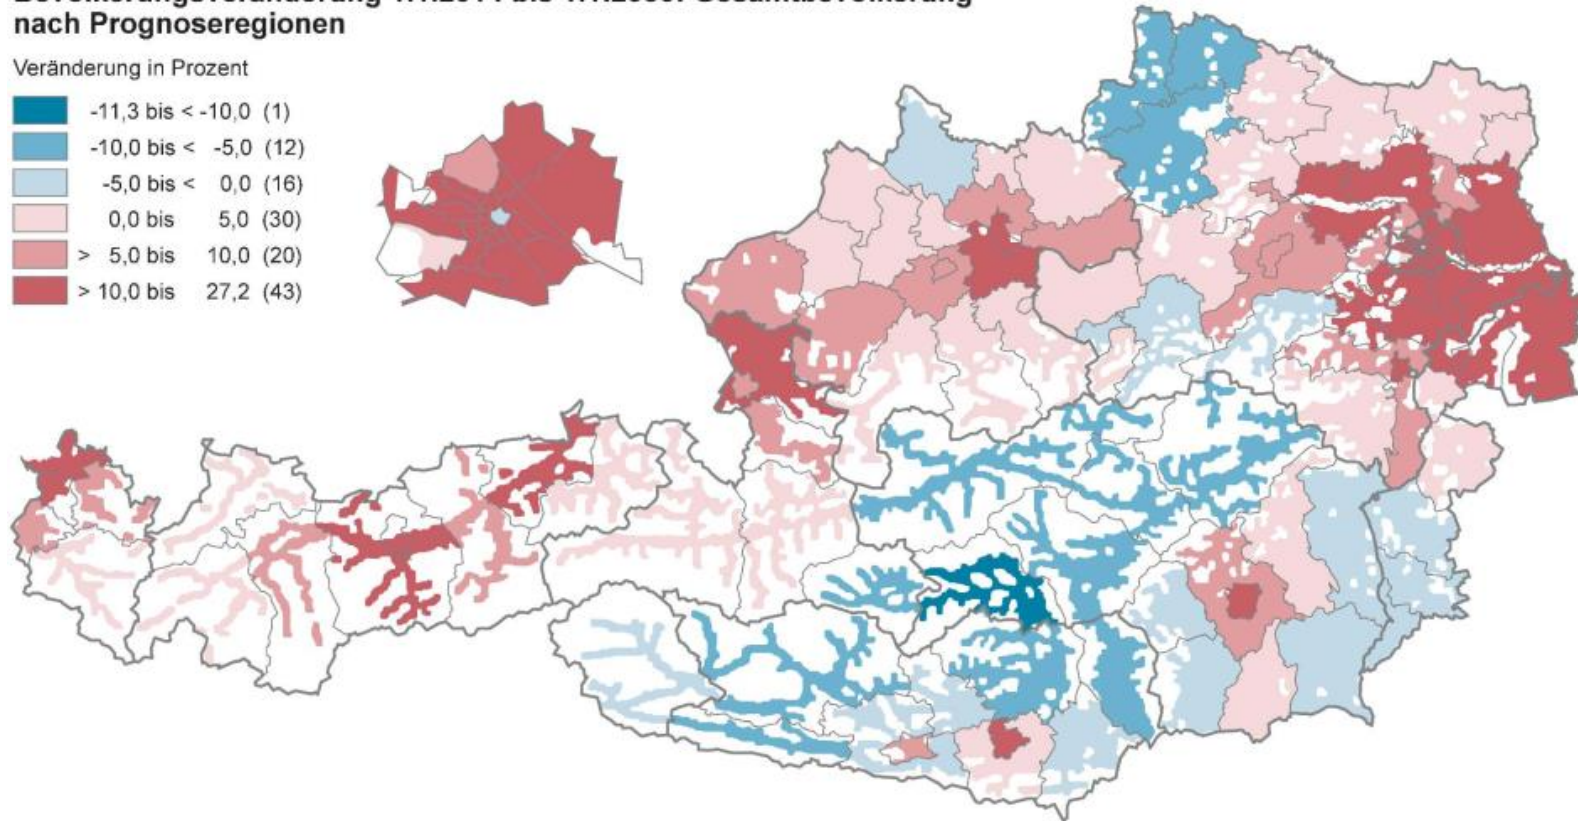 nach Prognoseregionen
Veränderung in Prozent
-11,3 bis < -10,0 (1)
-10,0 bis < -5,0 (12)
-5,0 bis < 0,0 (16)
0,0 bis 5,0 (30)
> 5,0 bis 10,0 (20)
> 10,0 bis 27,2 (43)